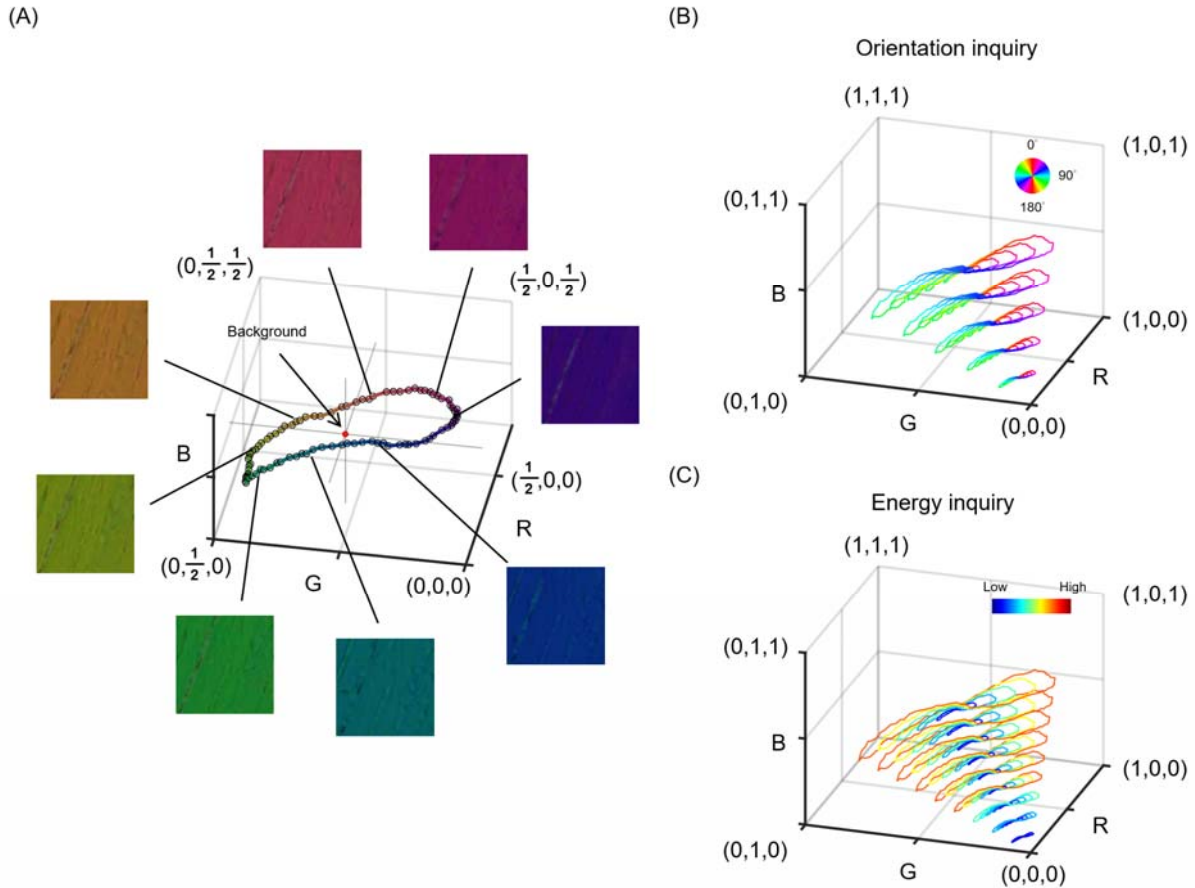 (A)
(0,1/2,1/2)
(1/2,0,1/2)
Background
B
(1/2,0,0)
R
(0,1/2,0)
G
(0,0,0)
(B)
Orientation inquiry
(1,1,1)
(1,0,1)
0°
90°
180°
(0,1,1)
B
(1,0,0)
R
(0,1,0)
G
(0,0,0)
(C)
Energy inquiry
(1,1,1)
Low High
(1,0,1)
(0,1,1)
B
(1,0,0)
R
(0,1,0)
G
(0,0,0)